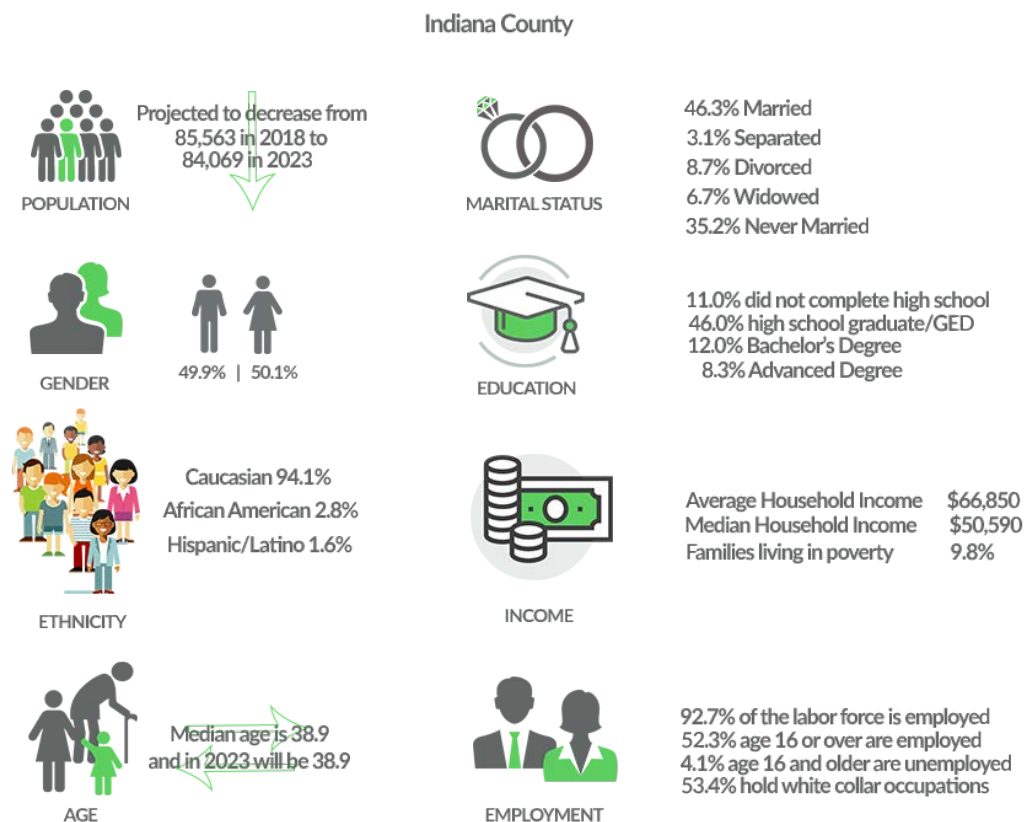 Indiana County
Projected to decrease from
85,563 in 2018 to
84,069 in 2023
POPULATION
46.3% Married
3.1% Separated
8.7% Divorced
6.7% Widowed
35.2% Never Married
MARITAL STATUS
49.9% | 50.1%
GENDER
11.0% did not complete high school
46.0% high school graduate/GED
12.0% Bachelor's Degree
8.3% Advanced Degree
EDUCATION
Caucasian 94.1%
African American 2.8%
Hispanic/Latino 1.6%
ETHNICITY
Average Household Income $66,850
Median Household Income $50,590
Families living in poverty 9.8%
INCOME
Median age is 38.9
and in 2023 will be 38.9
AGE
92.7% of the labor force is employed
52.3% age 16 or over are employed
4.1% age 16 and older are unemployed
53.4% hold white collar occupations
EMPLOYMENT